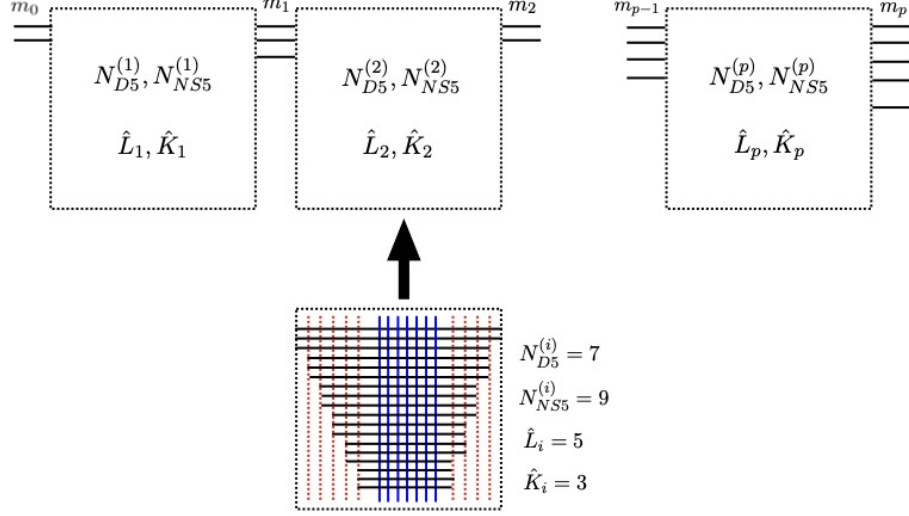 m_0 m_1 m_2 m_{p-1} m_p
N_{D5}^{(1)}, N_{NS5}^{(1)} N_{D5}^{(2)}, N_{NS5}^{(2)} N_{D5}^{(p)}, N_{NS5}^{(p)}
\hat{L}_1, \hat{K}_1 \hat{L}_2, \hat{K}_2 \hat{L}_p, \hat{K}_p
N_{D5}^{(i)} = 7
N_{NS5}^{(i)} = 9
\hat{L}_i = 5
\hat{K}_i = 3